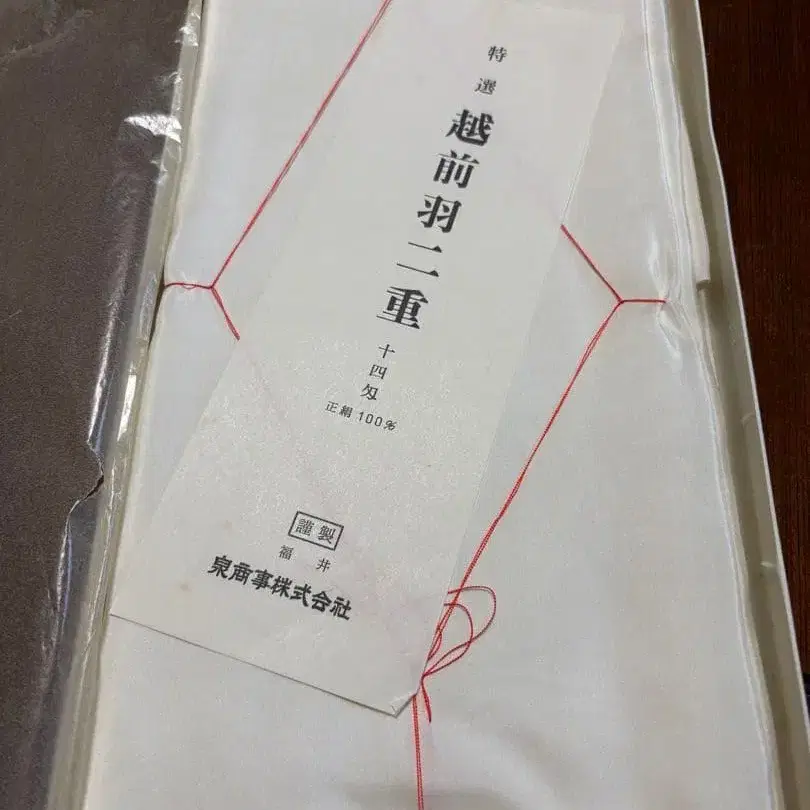 特選
越前羽二重
十四匁
正絹100%
謹製
福井
泉商事株式会社